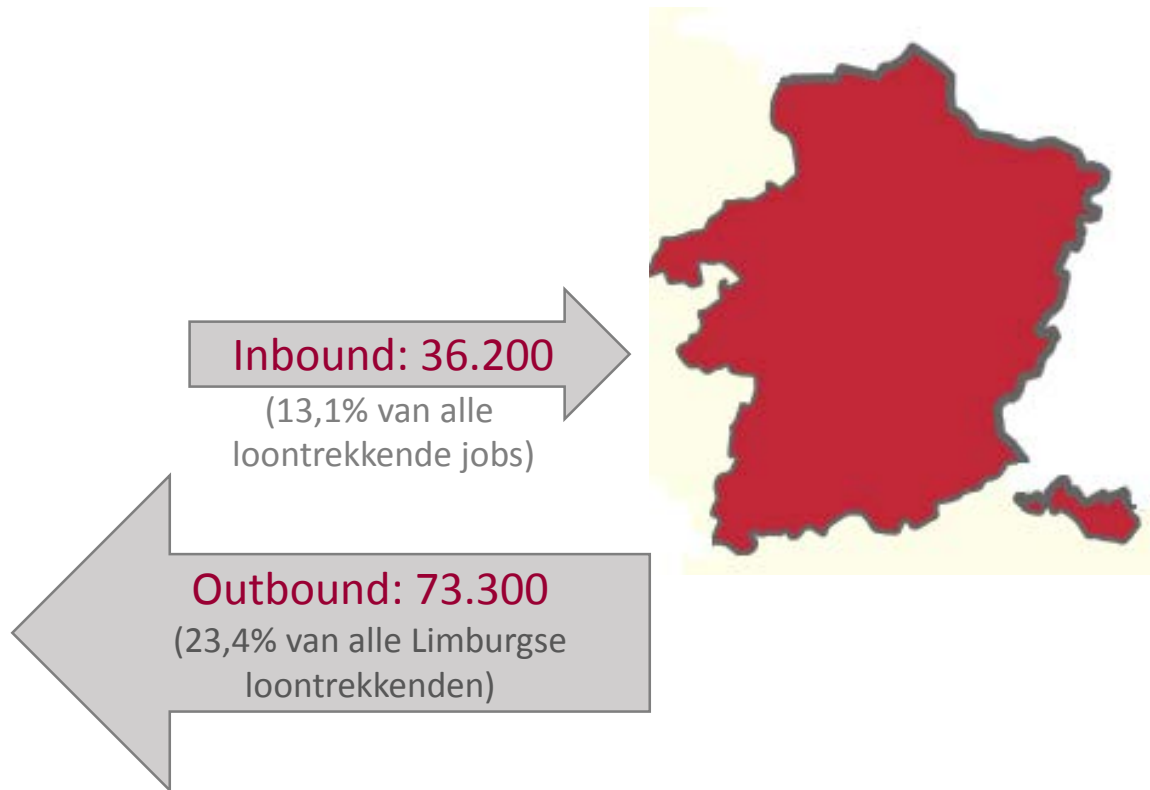 Inbound: 36.200
(13,1% van alle
loontrekkende jobs)
Outbound: 73.300
(23,4% van alle Limburgse
loontrekkenden)